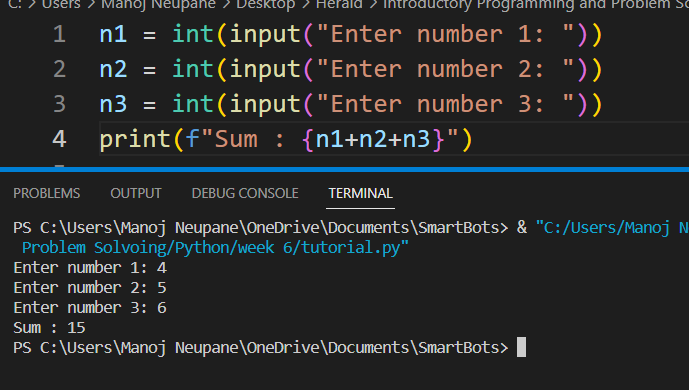 C: > Users > Manoj Neupane > Desktop > Herald > Introductory Programming and Problem So
1 n1 = int(input("Enter number 1: "))
2 n2 = int(input("Enter number 2: "))
3 n3 = int(input("Enter number 3: "))
4 print(f"Sum : {n1+n2+n3}")
PROBLEMS OUTPUT DEBUG CONSOLE TERMINAL
PS C:\Users\Manoj Neupane\OneDrive\Documents\SmartBots> & "C:/Users/Manoj N
Problem Solvoing/Python/week 6/tutorial.py"
Enter number 1: 4
Enter number 2: 5
Enter number 3: 6
Sum : 15
PS C:\Users\Manoj Neupane\OneDrive\Documents\SmartBots>